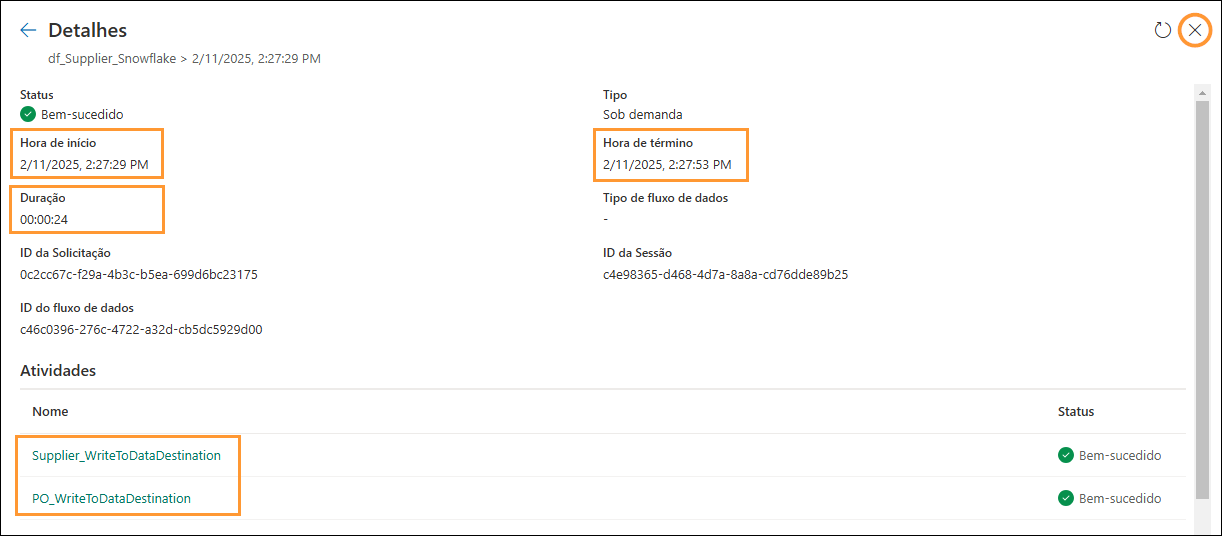 Detalhes
df_Supplier_Snowflake > 2/11/2025, 2:27:29 PM
Status
Bem-sucedido
Tipo
Sob demanda
Hora de início
2/11/2025, 2:27:29 PM
Hora de término
2/11/2025, 2:27:53 PM
Duração
00:00:24
Tipo de fluxo de dados
-
ID da Solicitação
0c2cc67c-f29a-4b3c-b5ea-699d6bc23175
ID da Sessão
c4e98365-d468-4d7a-8a8a-cd76dde89b25
ID do fluxo de dados
c46c0396-276c-4722-a32d-cb5dc5929d00
Atividades
Nome Status
Supplier_WriteToDataDestination Bem-sucedido
PO_WriteToDataDestination Bem-sucedido